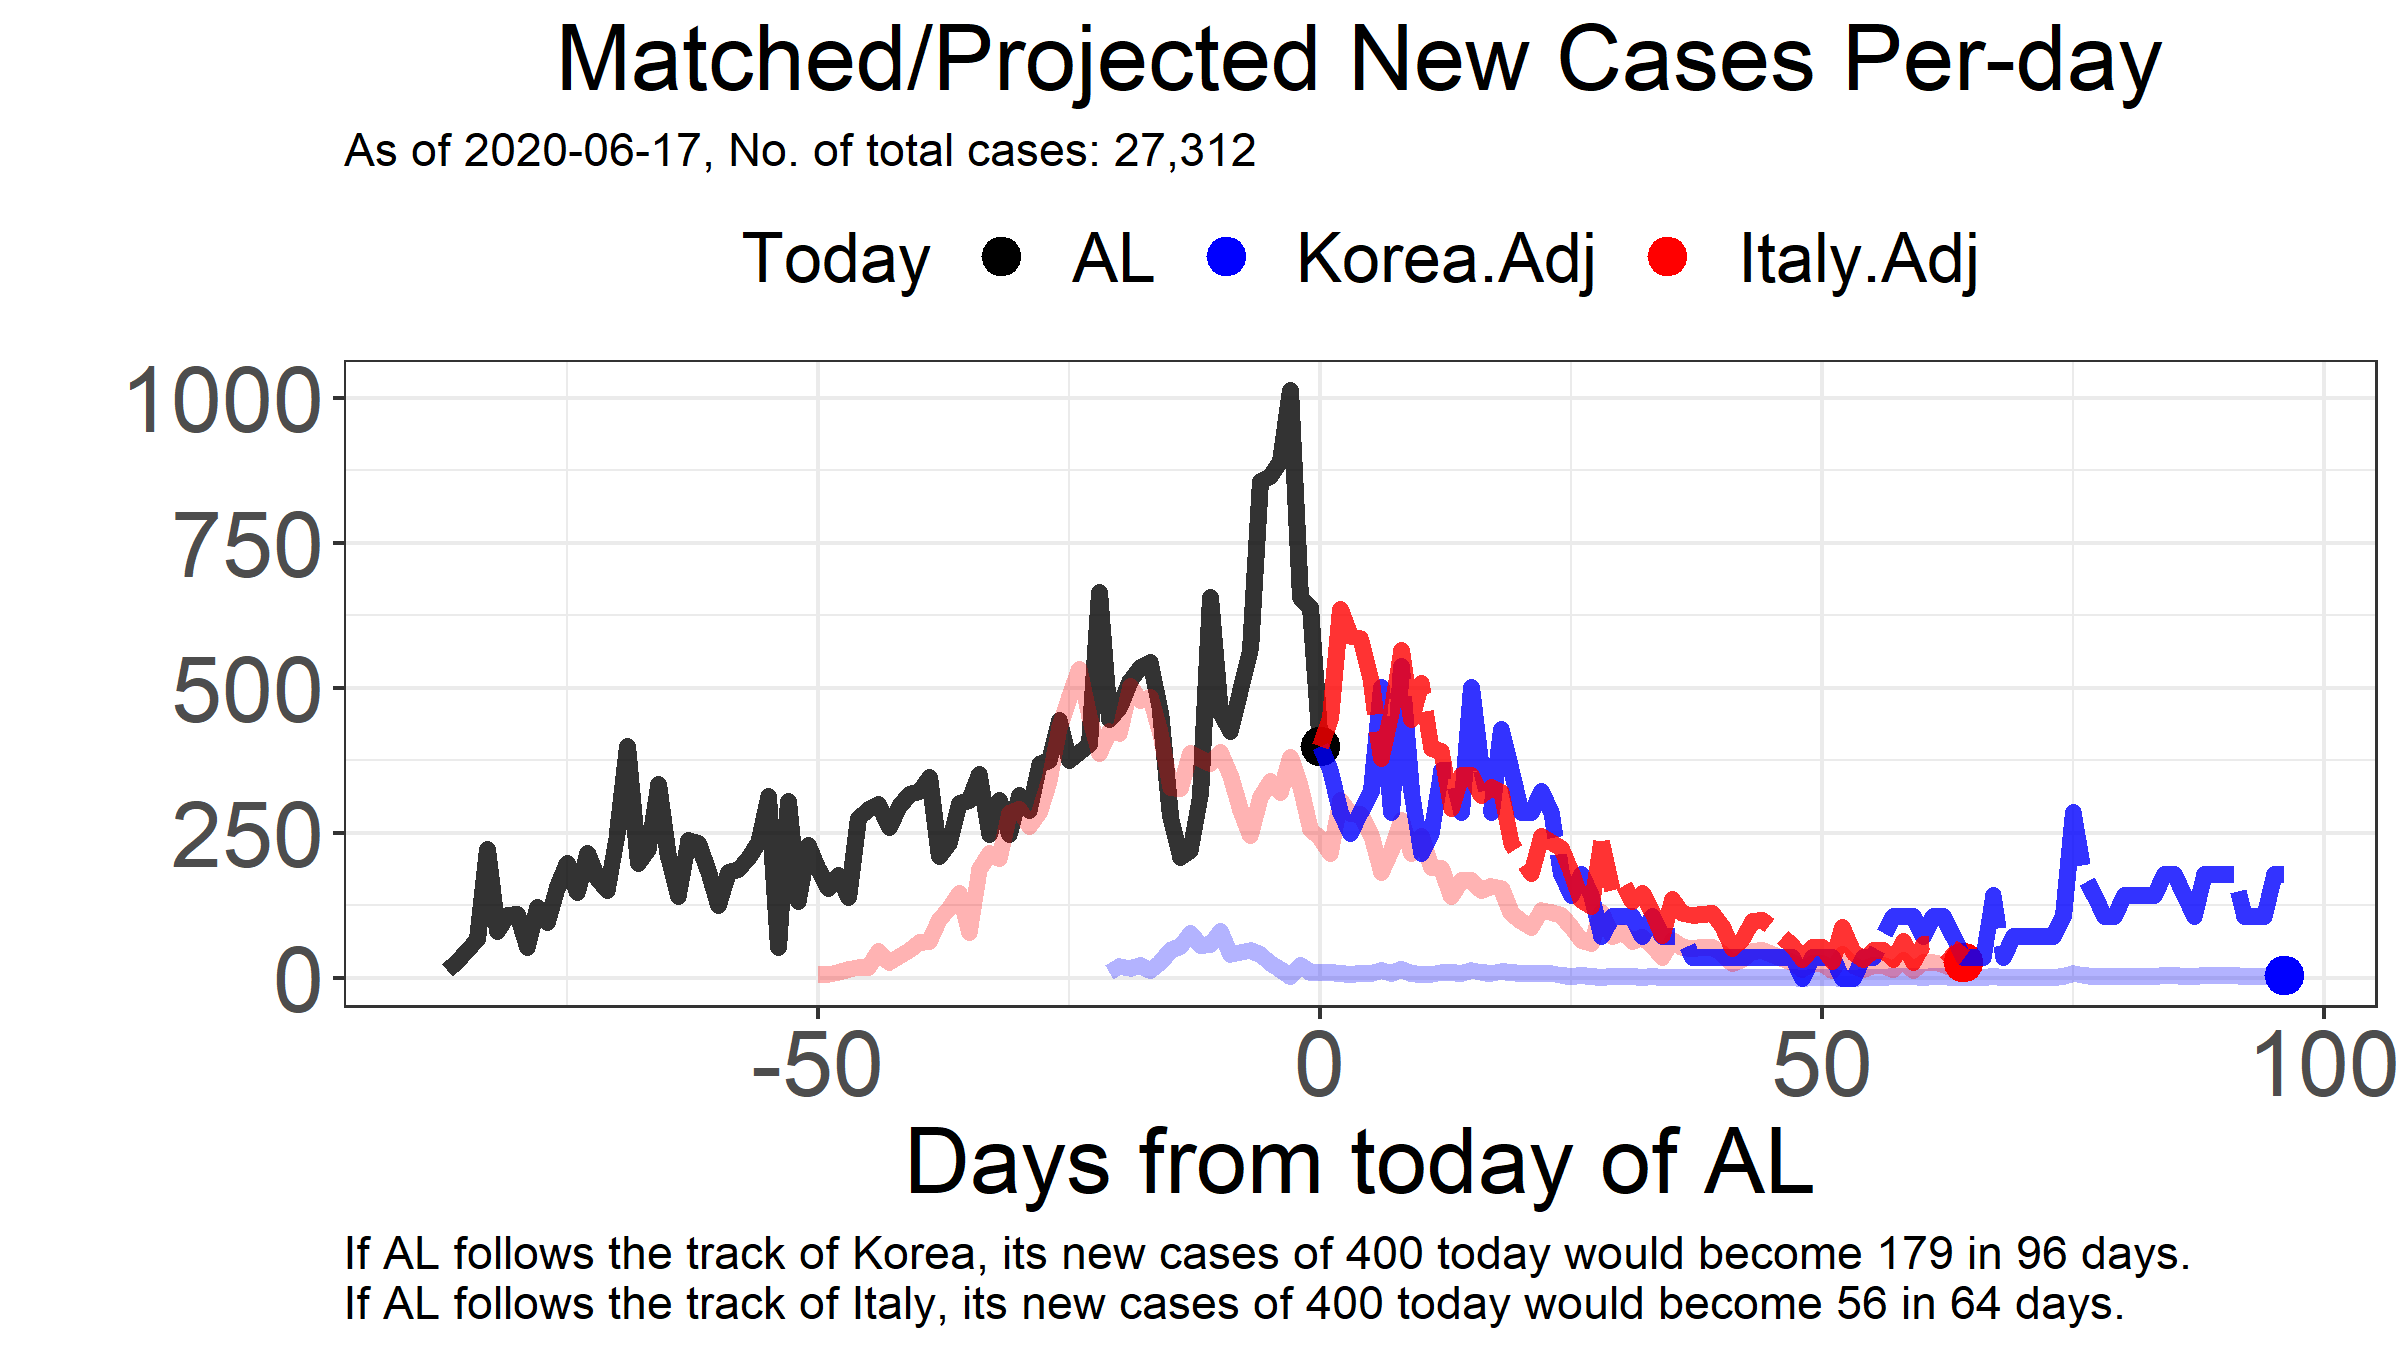 Matched/Projected New Cases Per-day
As of 2020-06-17, No. of total cases: 27,312
Today AL Korea.Adj Italy.Adj
1000
750
500
250
0
-50 0 50 100
Days from today of AL
If AL follows the track of Korea, its new cases of 400 today would become 179 in 96 days.
If AL follows the track of Italy, its new cases of 400 today would become 56 in 64 days.